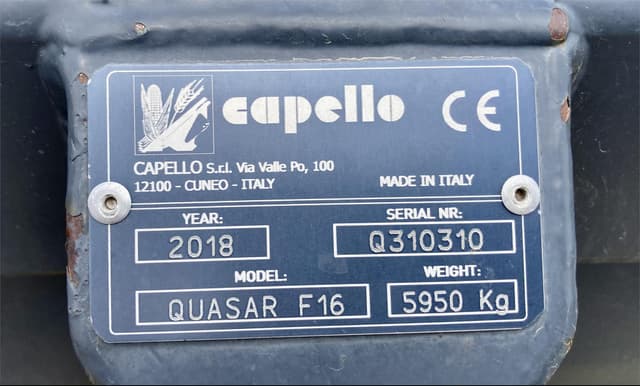 capello CE
CAPELLO S.r.l. Via Valle Po, 100
12100 - CUNEO - ITALY MADE IN ITALY
YEAR: SERIAL NR:
2018 Q310310
MODEL: WEIGHT:
QUASAR F16 5950 Kg